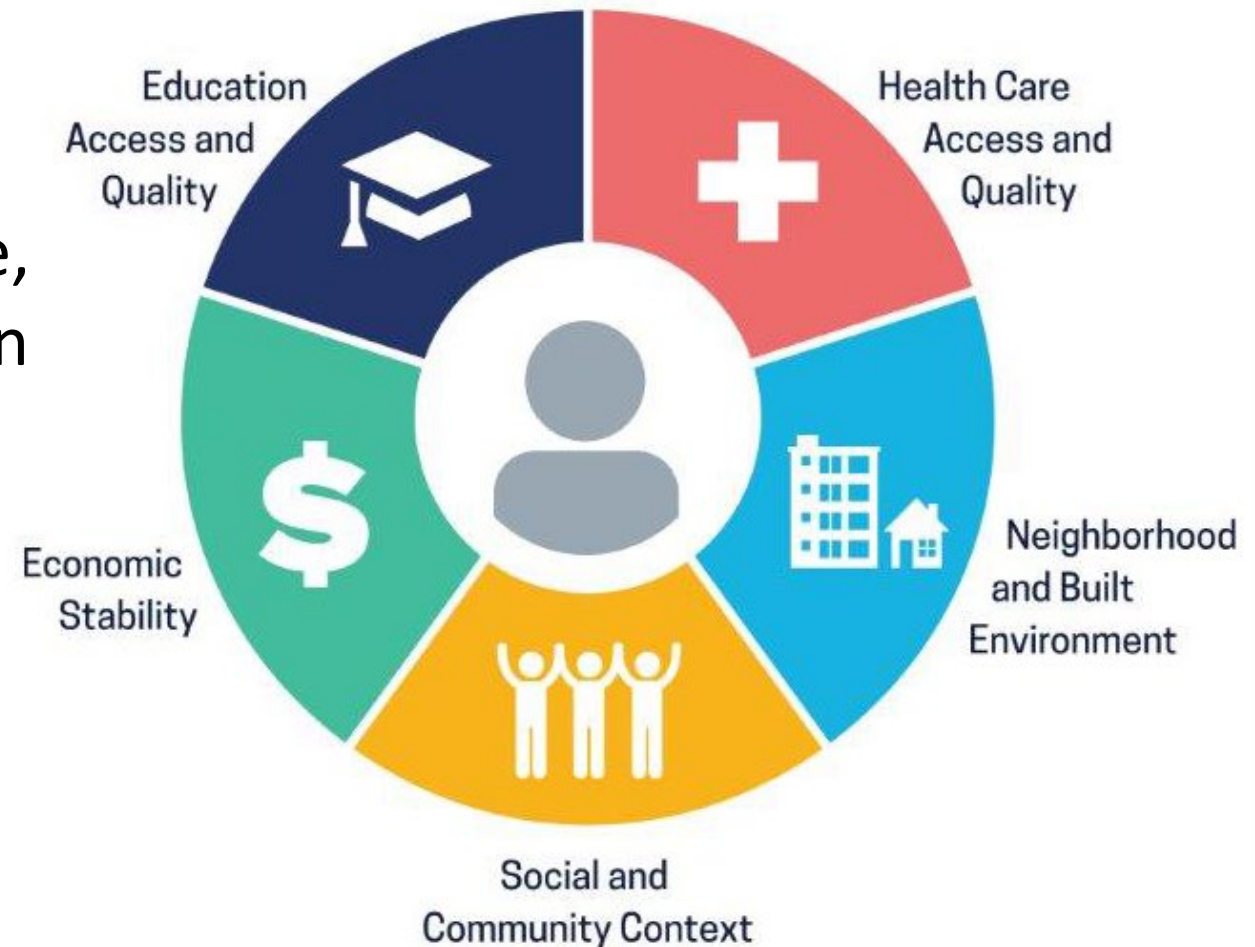 Education
Access and
Quality
Health Care
Access and
Quality
e,
n
$
Economic
Stability
Neighborhood
and Built
Environment
Social and
Community Context